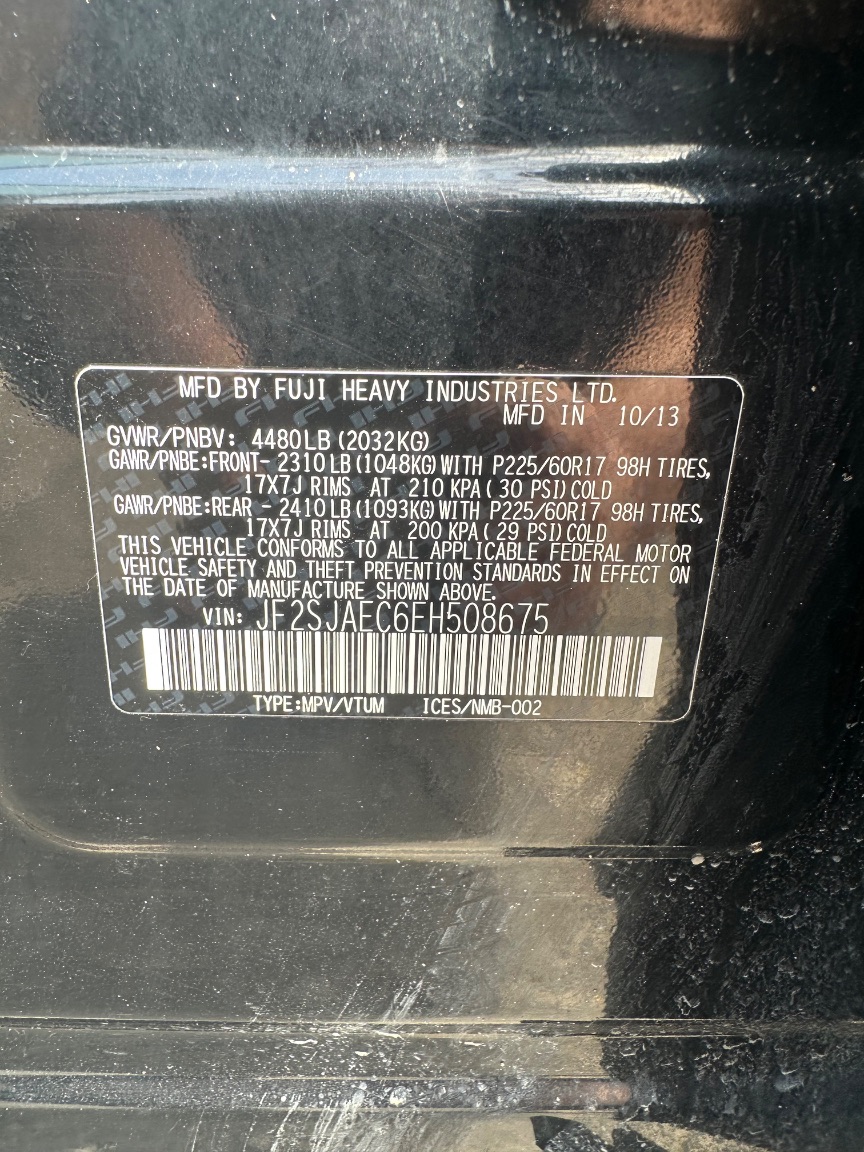 MFD BY FUJI HEAVY INDUSTRIES LTD.
MFD IN 10/13
GVWR/PNBV: 4480LB (2032KG)
GAWR/PNBE:FRONT- 2310 LB (1048KG) WITH P225/60R17 98H TIRES,
17X7J RIMS AT 210 KPA ( 30 PSI) COLD
GAWR/PNBE:REAR - 2410 LB (1093KG) WITH P225/60R17 98H TIRES,
17X7J RIMS AT 200 KPA ( 29 PSI) COLD
THIS VEHICLE CONFORMS TO ALL APPLICABLE FEDERAL MOTOR
VEHICLE SAFETY AND THEFT PREVENTION STANDARDS IN EFFECT ON
THE DATE OF MANUFACTURE SHOWN ABOVE.
VIN: JF2SJAEC6EH508675
TYPE:MPV/VTUM ICES/NMB-002